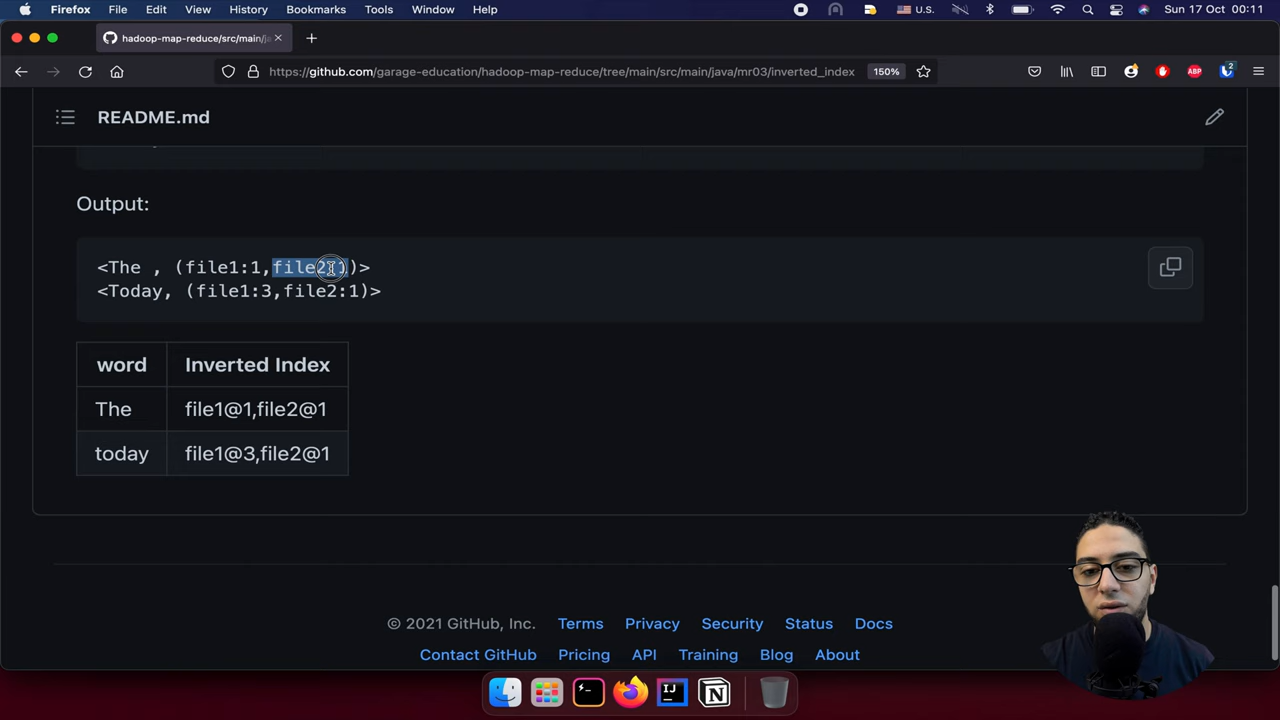 Firefox File Edit View History Bookmarks Tools Window Help U.S. Sun 17 Oct 00:11
hadoop-map-reduce/src/main/ja
https://github.com/garage-education/hadoop-map-reduce/tree/main/src/main/java/mr03/inverted_index 150% ABP 2
README.md
Output:
<The , (file1:1,file2:1)>
<Today, (file1:3,file2:1)>
word Inverted Index
The file1@1,file2@1
today file1@3,file2@1
© 2021 GitHub, Inc. Terms Privacy Security Status Docs
Contact GitHub Pricing API Training Blog About
IJ
N